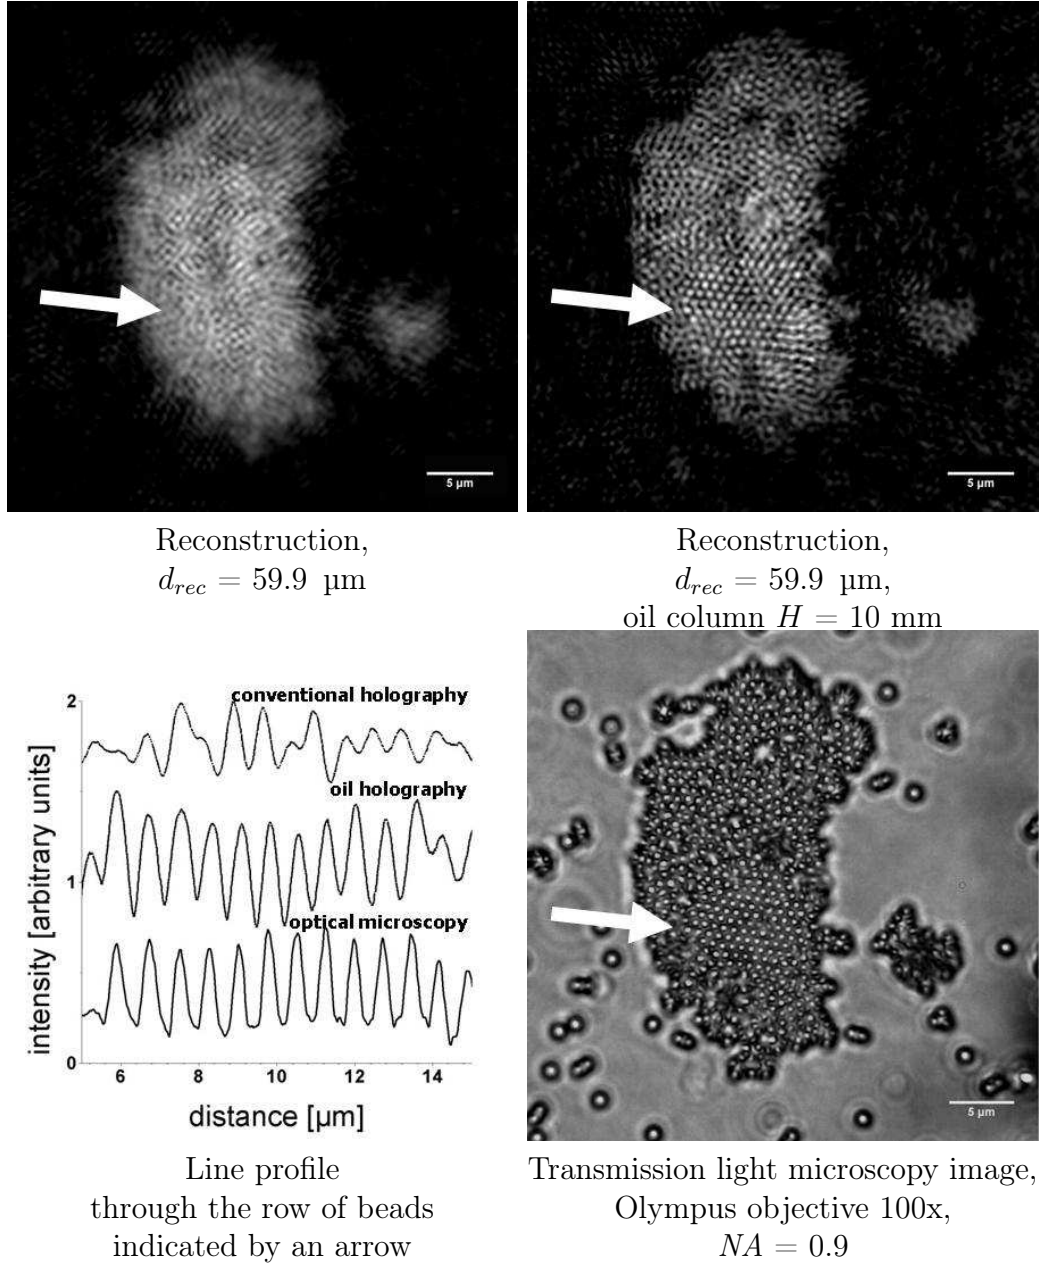 5 µm
5 µm
Reconstruction,
d_rec = 59.9 µm
Reconstruction,
d_rec = 59.9 µm,
oil column H = 10 mm
2
conventional holography
oil holography
1
optical microscopy
0
6 8 10 12 14
intensity [arbitrary units]
distance [µm]
5 µm
Line profile
through the row of beads
indicated by an arrow
Transmission light microscopy image,
Olympus objective 100x,
NA = 0.9